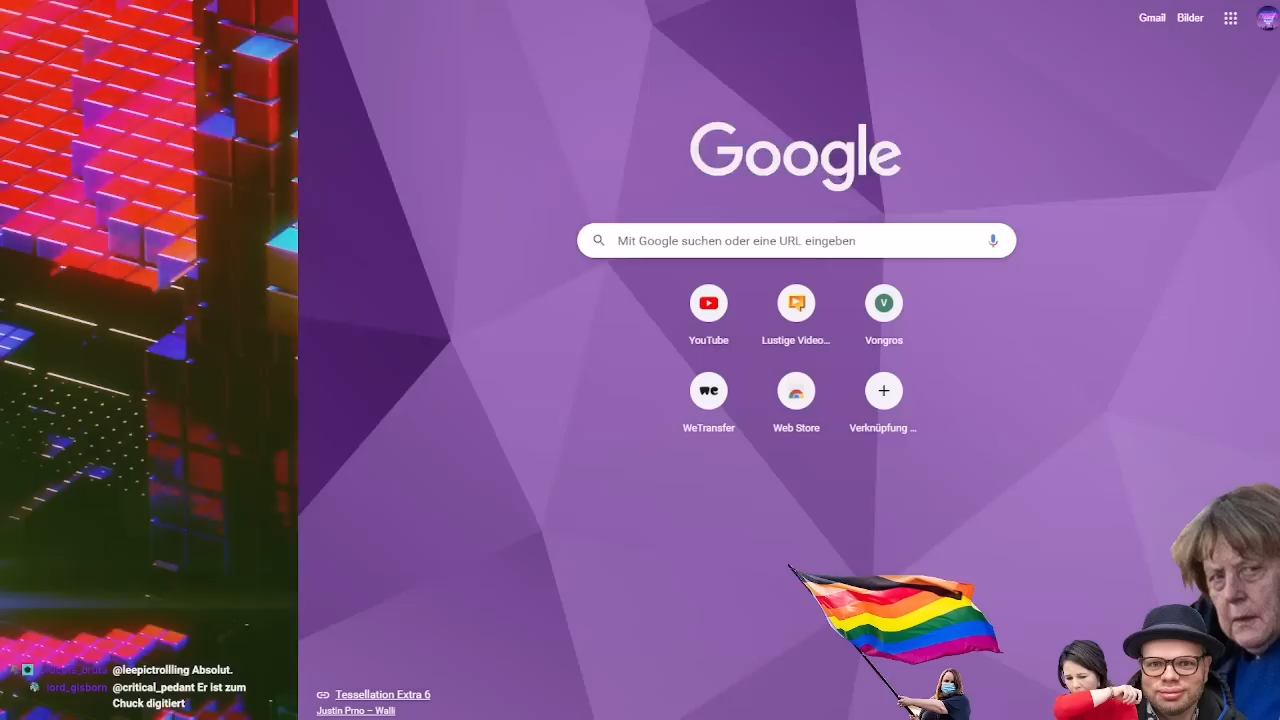 Gmail Bilder
Google
Mit Google suchen oder eine URL eingeben
YouTube Lustige Video... V Vongros
we WeTransfer Web Store Verknüpfung ...
@leepictrollling Absolut.
lord_gisborn @critical_pedant Er ist zum
Chuck digitiert
Tessellation Extra 6
Justin Prno – Walli